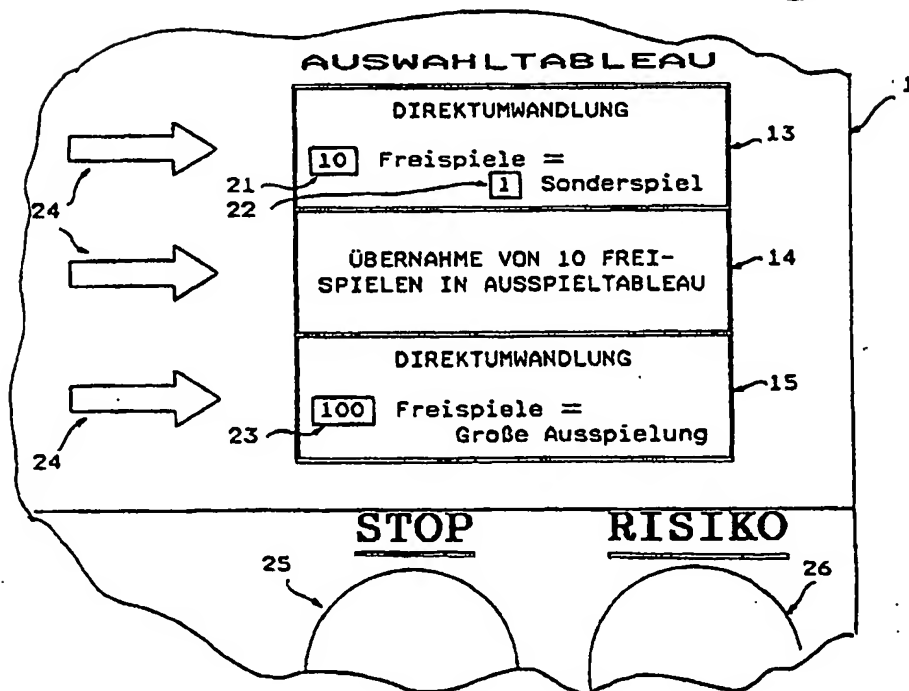 AUSWAHLTABLEAU
1
DIREKTUMWANDLUNG
13
10 Freispiele =
21
1 Sonderspiel
22
24
ÜBERNAHME VON 10 FREI-
SPIELEN IN AUSSPIELTABLEAU
14
DIREKTUMWANDLUNG
15
100 Freispiele =
23
Große Ausspielung
24
STOP
RISIKO
25
26